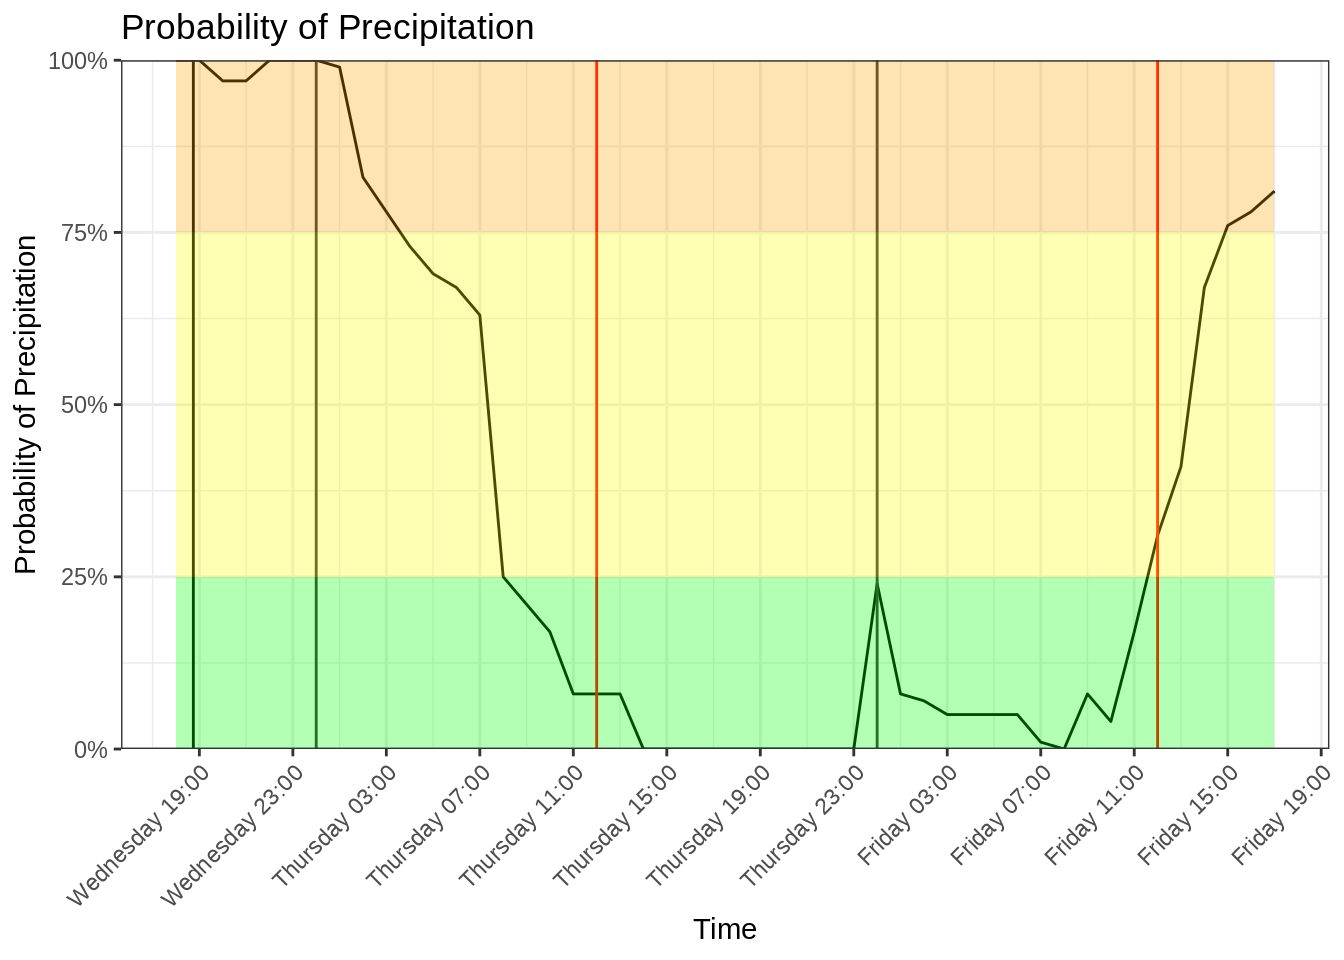 Probability of Precipitation
Probability of Precipitation
100%
75%
50%
25%
0%
Wednesday 19:00
Wednesday 23:00
Thursday 03:00
Thursday 07:00
Thursday 11:00
Thursday 15:00
Thursday 19:00
Thursday 23:00
Friday 03:00
Friday 07:00
Friday 11:00
Friday 15:00
Friday 19:00
Time